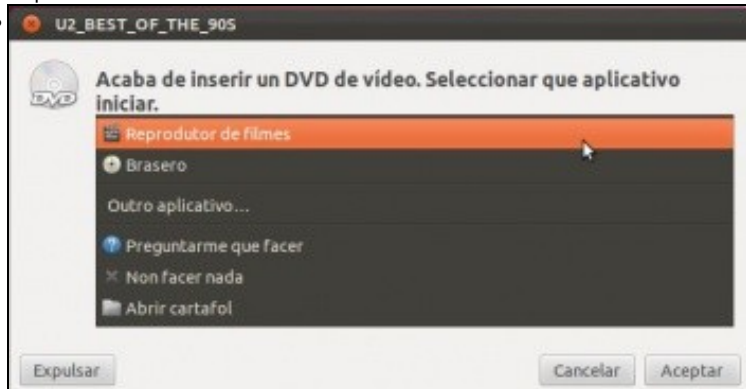 U2_BEST_OF_THE_90S
Acaba de inserir un DVD de vídeo. Seleccionar que aplicativo
iniciar.
DVD
Reprodutor de filmes
Brasero
Outro aplicativo...
Preguntarme que facer
Non facer nada
Abrir cartafol
Expulsar
Cancelar
Aceptar